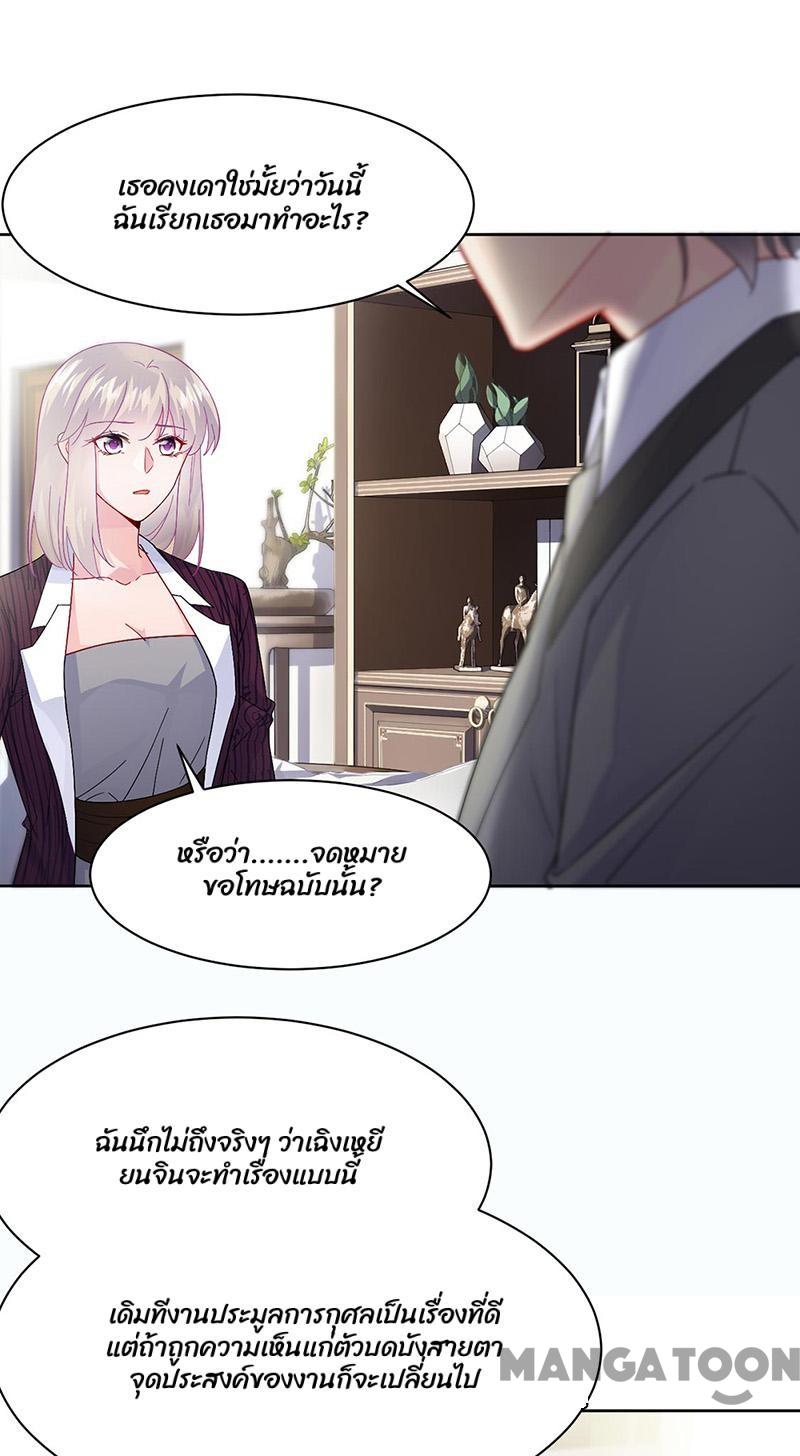 เธอคงเดาใช่มั้ยว่าวันนี้
ฉันเรียกเธอมาทำอะไร?
หรือว่า.......จดหมาย
ขอโทษฉบับนั้น?
ฉันนึกไม่ถึงจริงๆ ว่าเฉิงเหยี
ยนจินจะทำเรื่องแบบนี้
เดิมทีงานประมูลการกุศลเป็นเรื่องที่ดี
แต่ถ้าถูกความเห็นแก่ตัวบดบังสายตา
จุดประสงค์ของงานก็จะเปลี่ยนไป
MANGATOON